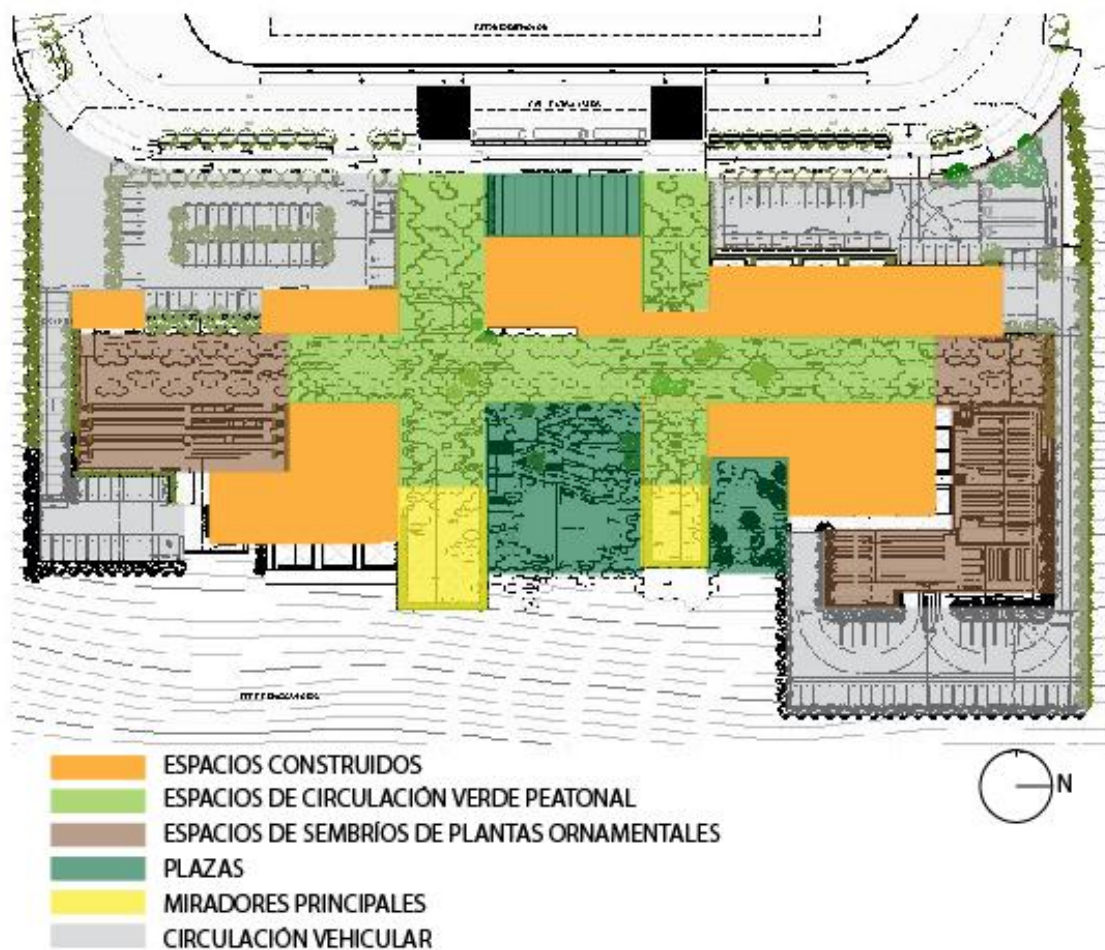 ESPACIOS CONSTRUIDOS
N
ESPACIOS DE CIRCULACIÓN VERDE PEATONAL
ESPACIOS DE SEMBRÍOS DE PLANTAS ORNAMENTALES
PLAZAS
MIRADORES PRINCIPALES
CIRCULACIÓN VEHICULAR